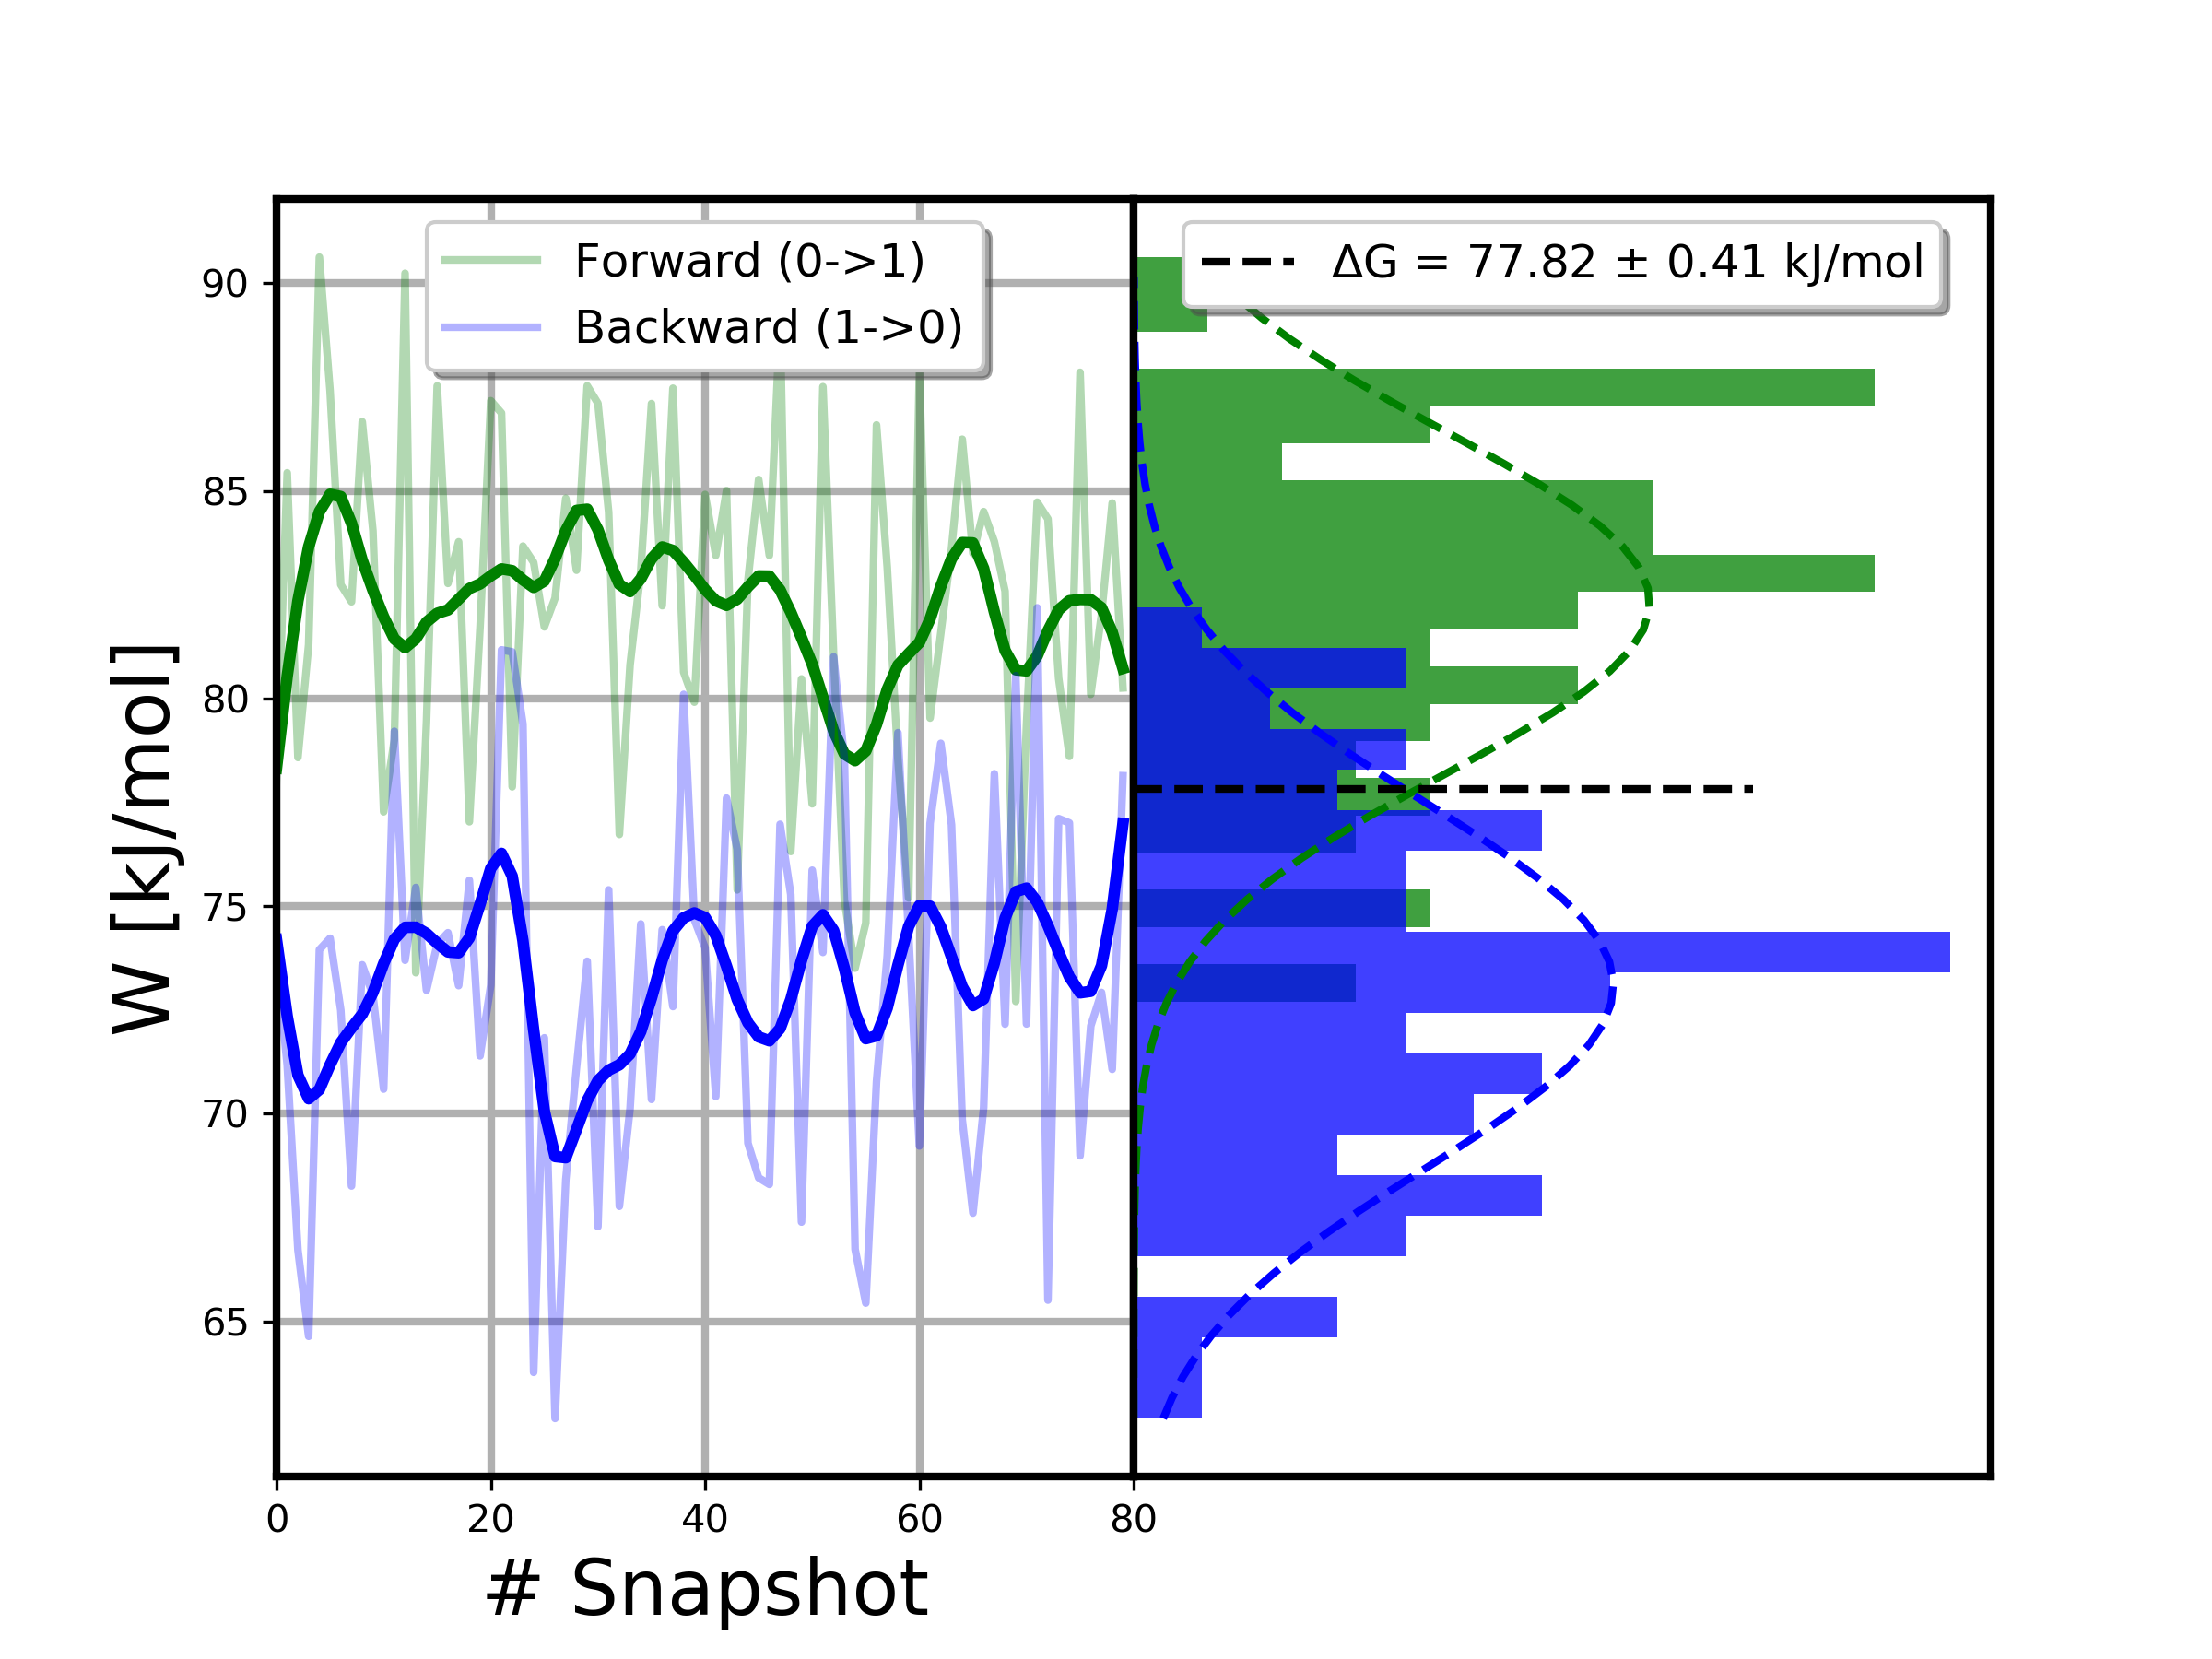 Forward (0->1)
Backward (1->0)
ΔG = 77.82 ± 0.41 kJ/mol
W [kJ/mol]
90
85
80
75
70
65
0 20 40 60 80
# Snapshot